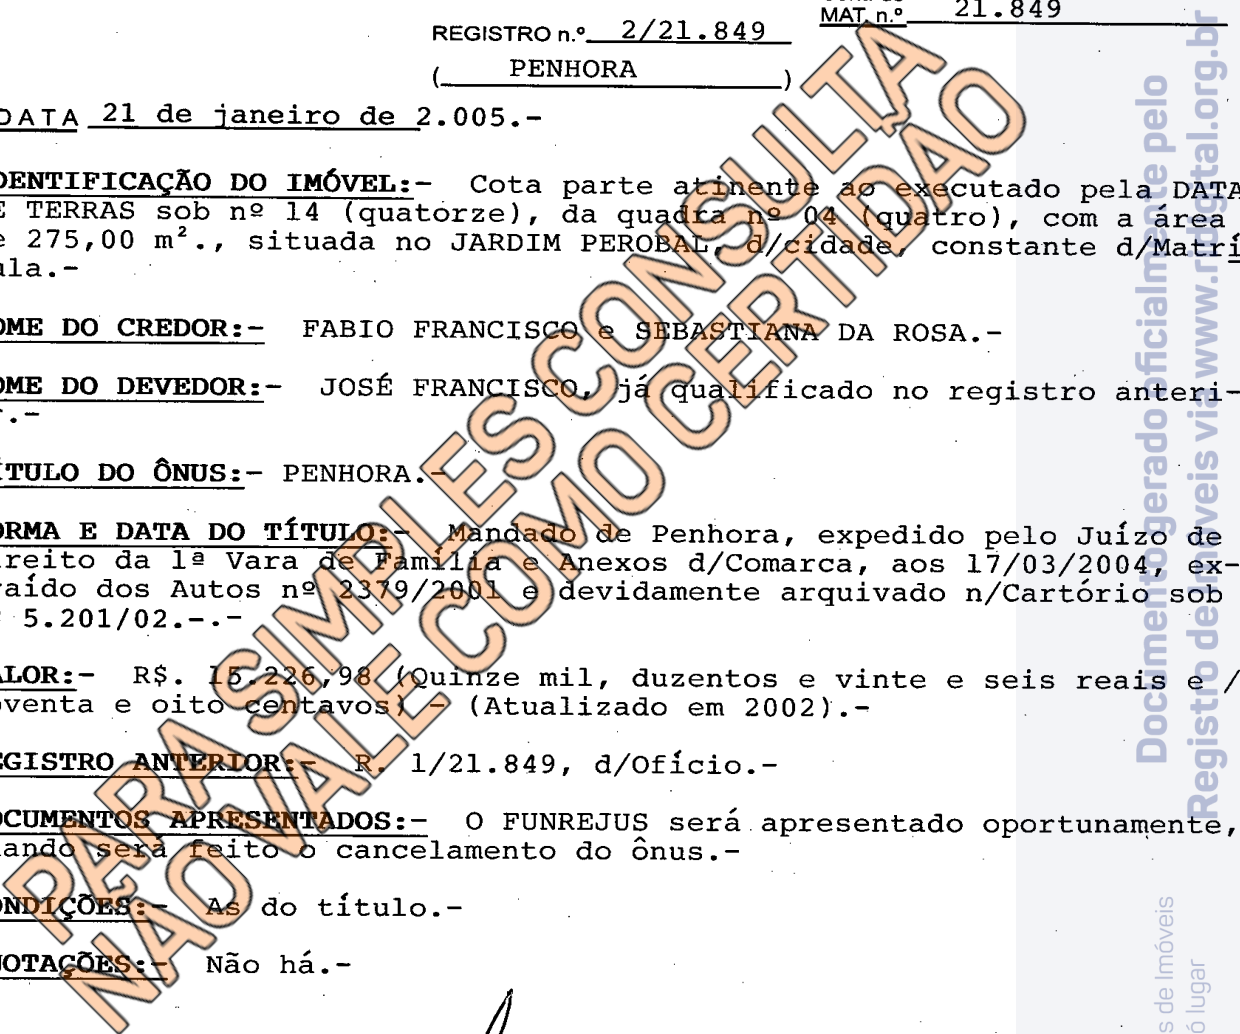 MAT. n.º 21.849
REGISTRO n.º 2/21.849
( PENHORA )
DATA 21 de janeiro de 2.005.-
DENTIFICAÇÃO DO IMÓVEL:- Cota parte atinente ao executado pela DATA
E TERRAS sob nº 14 (quatorze), da quadra nº 04 (quatro), com a área
e 275,00 m²., situada no JARDIM PEROBAL, d/cidade, constante d/Matrí
ula.-
OME DO CREDOR:- FABIO FRANCISCO e SEBASTIANA DA ROSA.-
OME DO DEVEDOR:- JOSÉ FRANCISCO, já qualificado no registro anteri-
r.-
ÍTULO DO ÔNUS:- PENHORA.-
ORMA E DATA DO TÍTULO:- Mandado de Penhora, expedido pelo Juízo de
reito da 1ª Vara de Família e Anexos d/Comarca, aos 17/03/2004, ex-
raído dos Autos nº 2379/2001 e devidamente arquivado n/Cartório sob
5.201/02.-.-
ALOR:- R$. 15.226,98 (Quinze mil, duzentos e vinte e seis reais e /
oventa e oito centavos) - (Atualizado em 2002).-
EGISTRO ANTERIOR:- R. 1/21.849, d/Ofício.-
OCUMENTOS APRESENTADOS:- O FUNREJUS será apresentado oportunamente,
uando será feito o cancelamento do ônus.-
ONDIÇÕES:- As do título.-
NOTAÇÕES:- Não há.-
PARA SIMPLES CONSULTA
NÃO VALE COMO CERTIDÃO
Documento gerado oficialmente pelo
Registro de Imóveis via www.ridigital.org.br
s de Imóveis
ó lugar